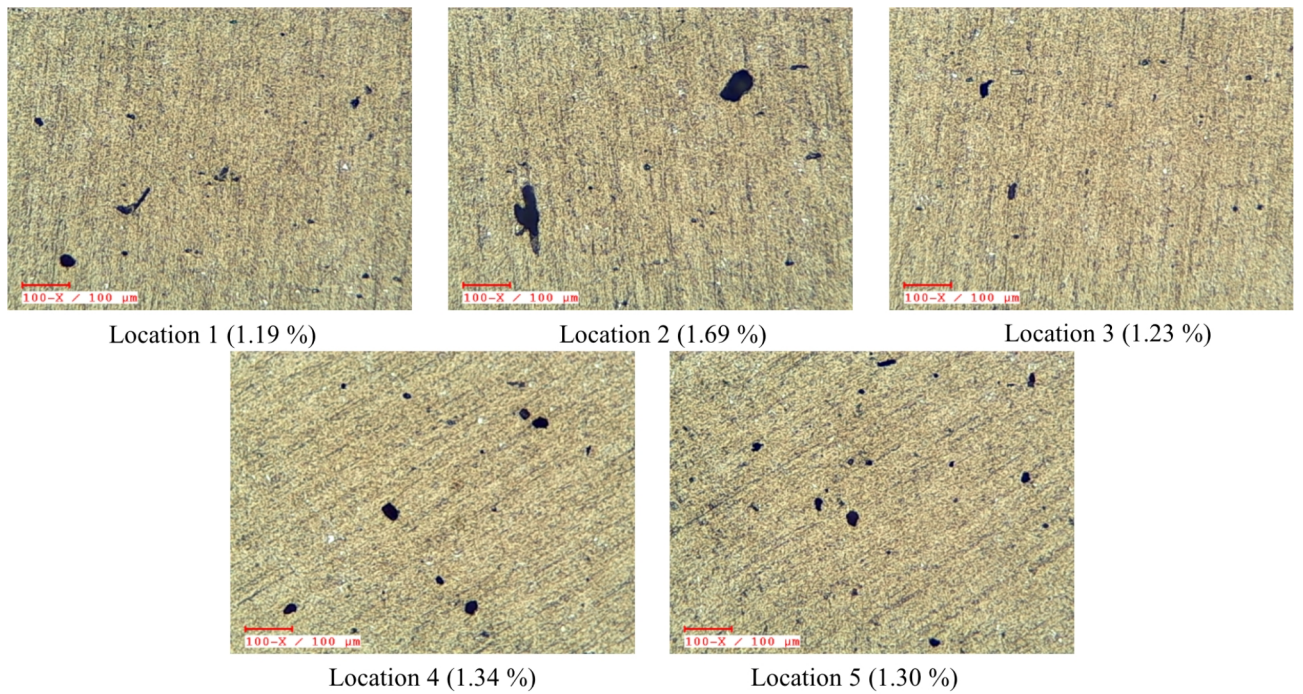 100-X / 100 µm
100-X / 100 µm
100-X / 100 µm
Location 1 (1.19 %)
Location 2 (1.69 %)
Location 3 (1.23 %)
100-X / 100 µm
100-X / 100 µm
Location 4 (1.34 %)
Location 5 (1.30 %)